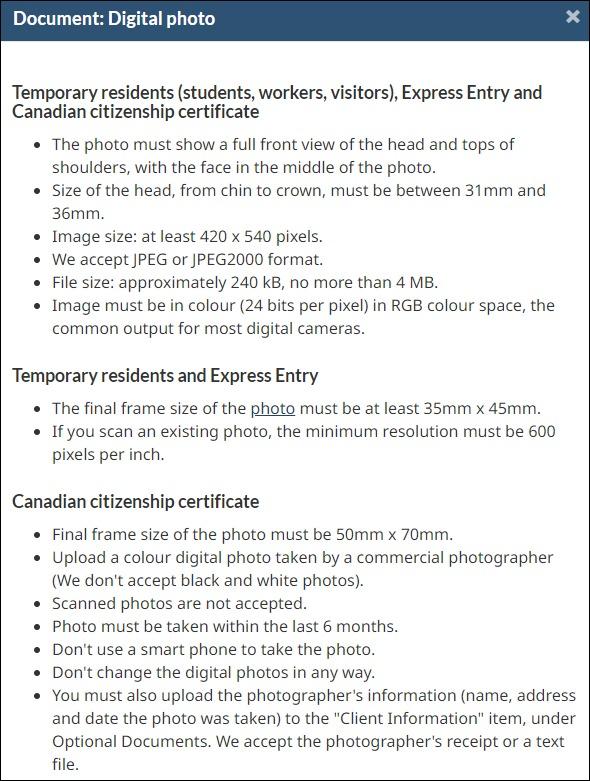 Document: Digital photo ×
Temporary residents (students, workers, visitors), Express Entry and
Canadian citizenship certificate
• The photo must show a full front view of the head and tops of
shoulders, with the face in the middle of the photo.
• Size of the head, from chin to crown, must be between 31mm and
36mm.
• Image size: at least 420 x 540 pixels.
• We accept JPEG or JPEG2000 format.
• File size: approximately 240 kB, no more than 4 MB.
• Image must be in colour (24 bits per pixel) in RGB colour space, the
common output for most digital cameras.
Temporary residents and Express Entry
• The final frame size of the photo must be at least 35mm x 45mm.
• If you scan an existing photo, the minimum resolution must be 600
pixels per inch.
Canadian citizenship certificate
• Final frame size of the photo must be 50mm x 70mm.
• Upload a colour digital photo taken by a commercial photographer
(We don't accept black and white photos).
• Scanned photos are not accepted.
• Photo must be taken within the last 6 months.
• Don't use a smart phone to take the photo.
• Don't change the digital photos in any way.
• You must also upload the photographer's information (name, address
and date the photo was taken) to the "Client Information" item, under
Optional Documents. We accept the photographer's receipt or a text
file.